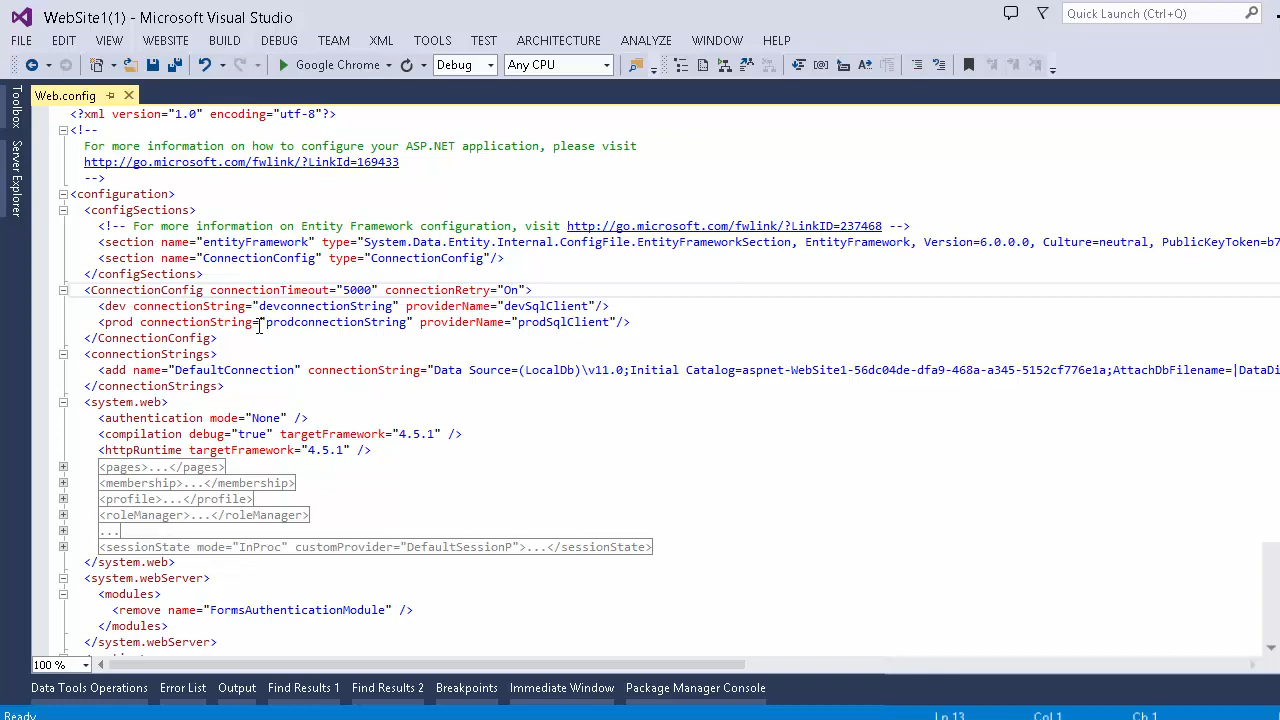 WebSite1(1) - Microsoft Visual Studio
Quick Launch (Ctrl+Q)
FILE EDIT VIEW WEBSITE BUILD DEBUG TEAM XML TOOLS TEST ARCHITECTURE ANALYZE WINDOW HELP
Google Chrome Debug Any CPU
Toolbox
Server Explorer
Web.config
<?xml version="1.0" encoding="utf-8"?>
<!--
For more information on how to configure your ASP.NET application, please visit
http://go.microsoft.com/fwlink/?LinkId=169433
-->
<configuration>
<configSections>
<!-- For more information on Entity Framework configuration, visit http://go.microsoft.com/fwlink/?LinkID=237468 -->
<section name="entityFramework" type="System.Data.Entity.Internal.ConfigFile.EntityFrameworkSection, EntityFramework, Version=6.0.0.0, Culture=neutral, PublicKeyToken=b7
<section name="ConnectionConfig" type="ConnectionConfig"/>
</configSections>
<ConnectionConfig connectionTimeout="5000" connectionRetry="On">
<dev connectionString="devconnectionString" providerName="devSqlClient"/>
<prod connectionString="prodconnectionString" providerName="prodSqlClient"/>
</ConnectionConfig>
<connectionStrings>
<add name="DefaultConnection" connectionString="Data Source=(LocalDb)\v11.0;Initial Catalog=aspnet-WebSite1-56dc04de-dfa9-468a-a345-5152cf776e1a;AttachDbFilename=|DataDi
</connectionStrings>
<system.web>
<authentication mode="None" />
<compilation debug="true" targetFramework="4.5.1" />
<httpRuntime targetFramework="4.5.1" />
<pages>...</pages>
<membership>...</membership>
<profile>...</profile>
<roleManager>...</roleManager>
...
<sessionState mode="InProc" customProvider="DefaultSessionP">...</sessionState>
</system.web>
<system.webServer>
<modules>
<remove name="FormsAuthenticationModule" />
</modules>
</system.webServer>
100 %
Data Tools Operations Error List Output Find Results 1 Find Results 2 Breakpoints Immediate Window Package Manager Console
Ready Ln 13 Col 1 Ch 1